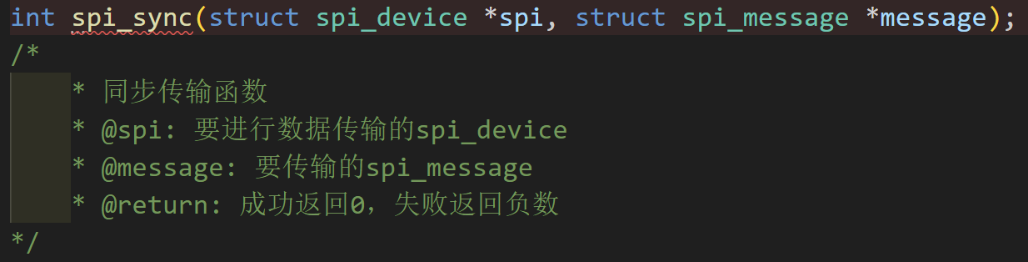 int spi_sync(struct spi_device *spi, struct spi_message *message);
/*
* 同步传输函数
* @spi: 要进行数据传输的spi_device
* @message: 要传输的spi_message
* @return: 成功返回0，失败返回负数
*/